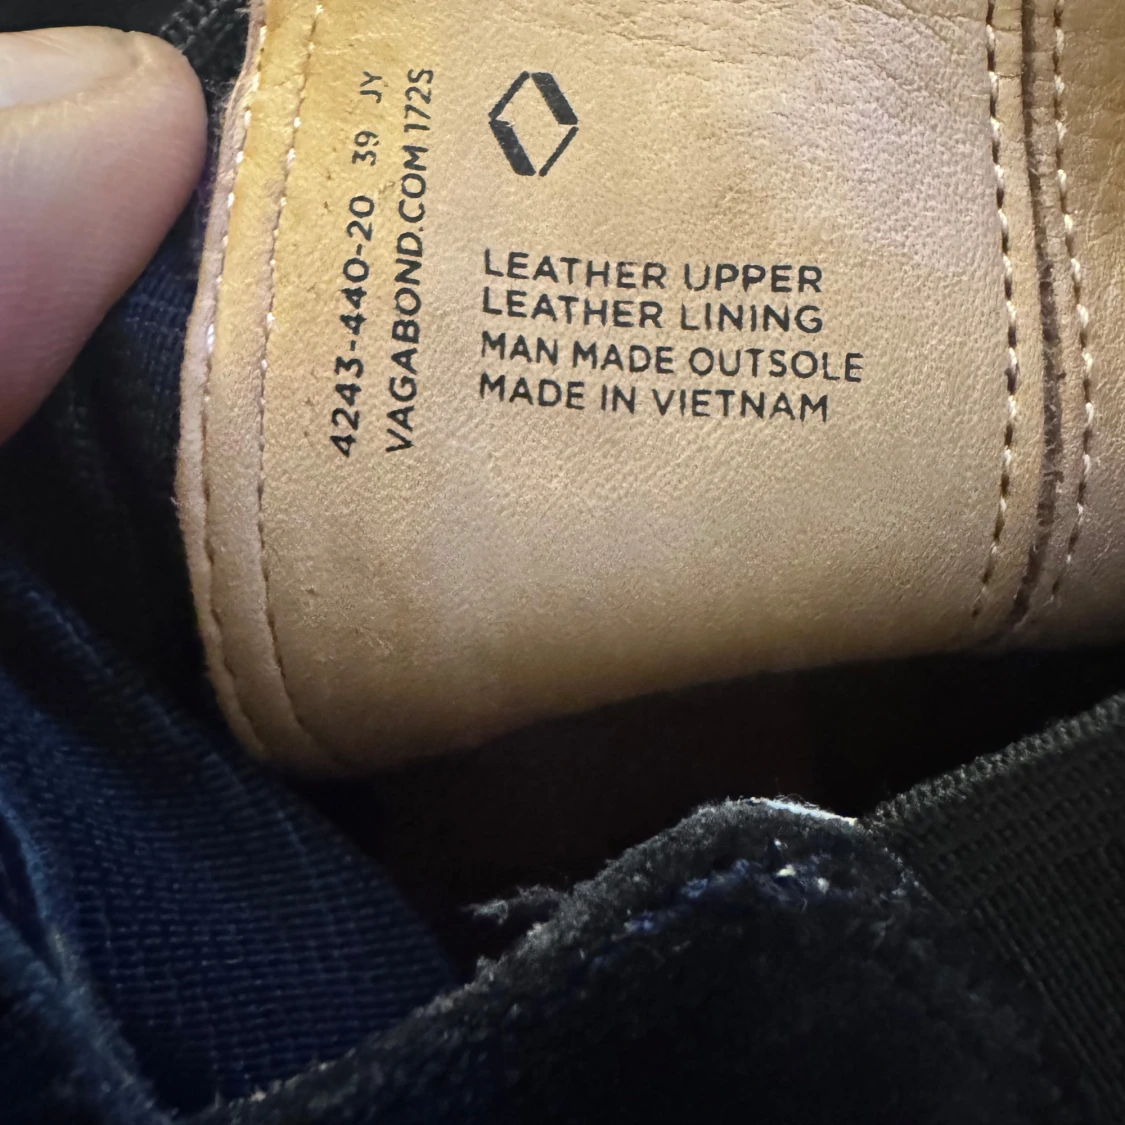 4243-440-20 39 JY
VAGABOND.COM 172S
LEATHER UPPER
LEATHER LINING
MAN MADE OUTSOLE
MADE IN VIETNAM